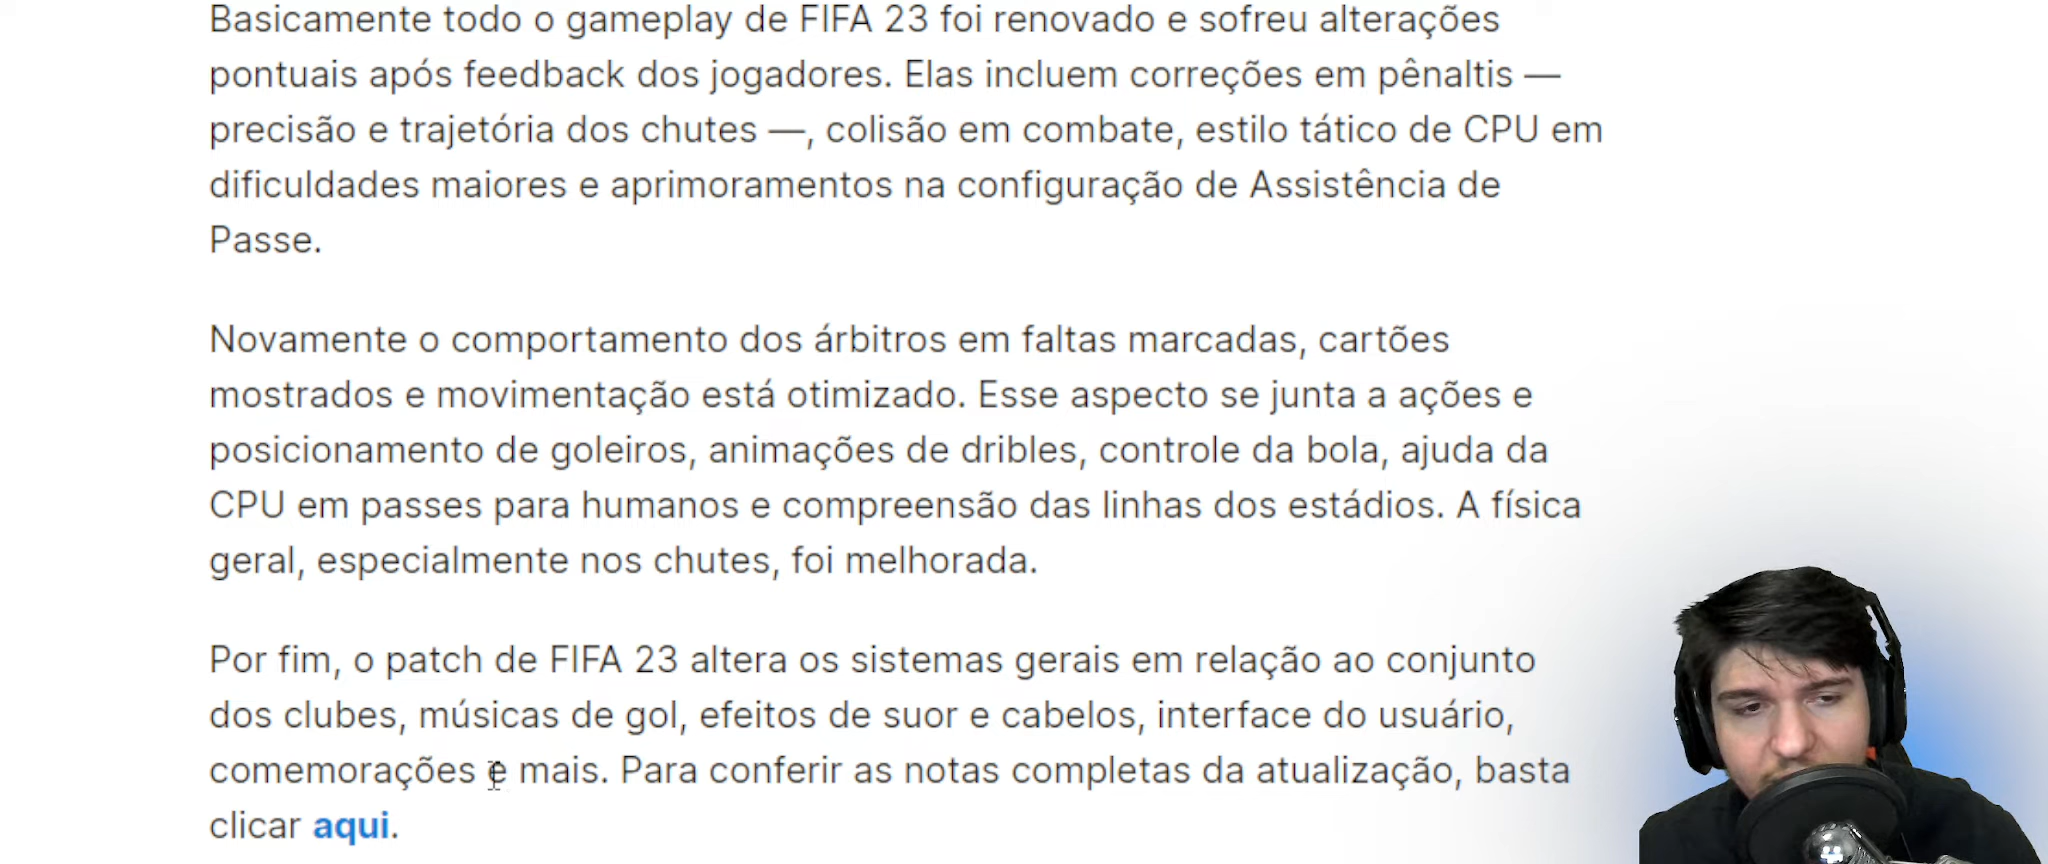 Basicamente todo o gameplay de FIFA 23 foi renovado e sofreu alterações
pontuais após feedback dos jogadores. Elas incluem correções em pênaltis —
precisão e trajetória dos chutes —, colisão em combate, estilo tático de CPU em
dificuldades maiores e aprimoramentos na configuração de Assistência de
Passe.
Novamente o comportamento dos árbitros em faltas marcadas, cartões
mostrados e movimentação está otimizado. Esse aspecto se junta a ações e
posicionamento de goleiros, animações de dribles, controle da bola, ajuda da
CPU em passes para humanos e compreensão das linhas dos estádios. A física
geral, especialmente nos chutes, foi melhorada.
Por fim, o patch de FIFA 23 altera os sistemas gerais em relação ao conjunto
dos clubes, músicas de gol, efeitos de suor e cabelos, interface do usuário,
comemorações e mais. Para conferir as notas completas da atualização, basta
clicar aqui.